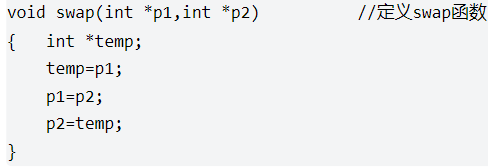 void swap(int *p1,int *p2)          //定义swap函数
{   int *temp;
    temp=p1;
    p1=p2;
    p2=temp;
}